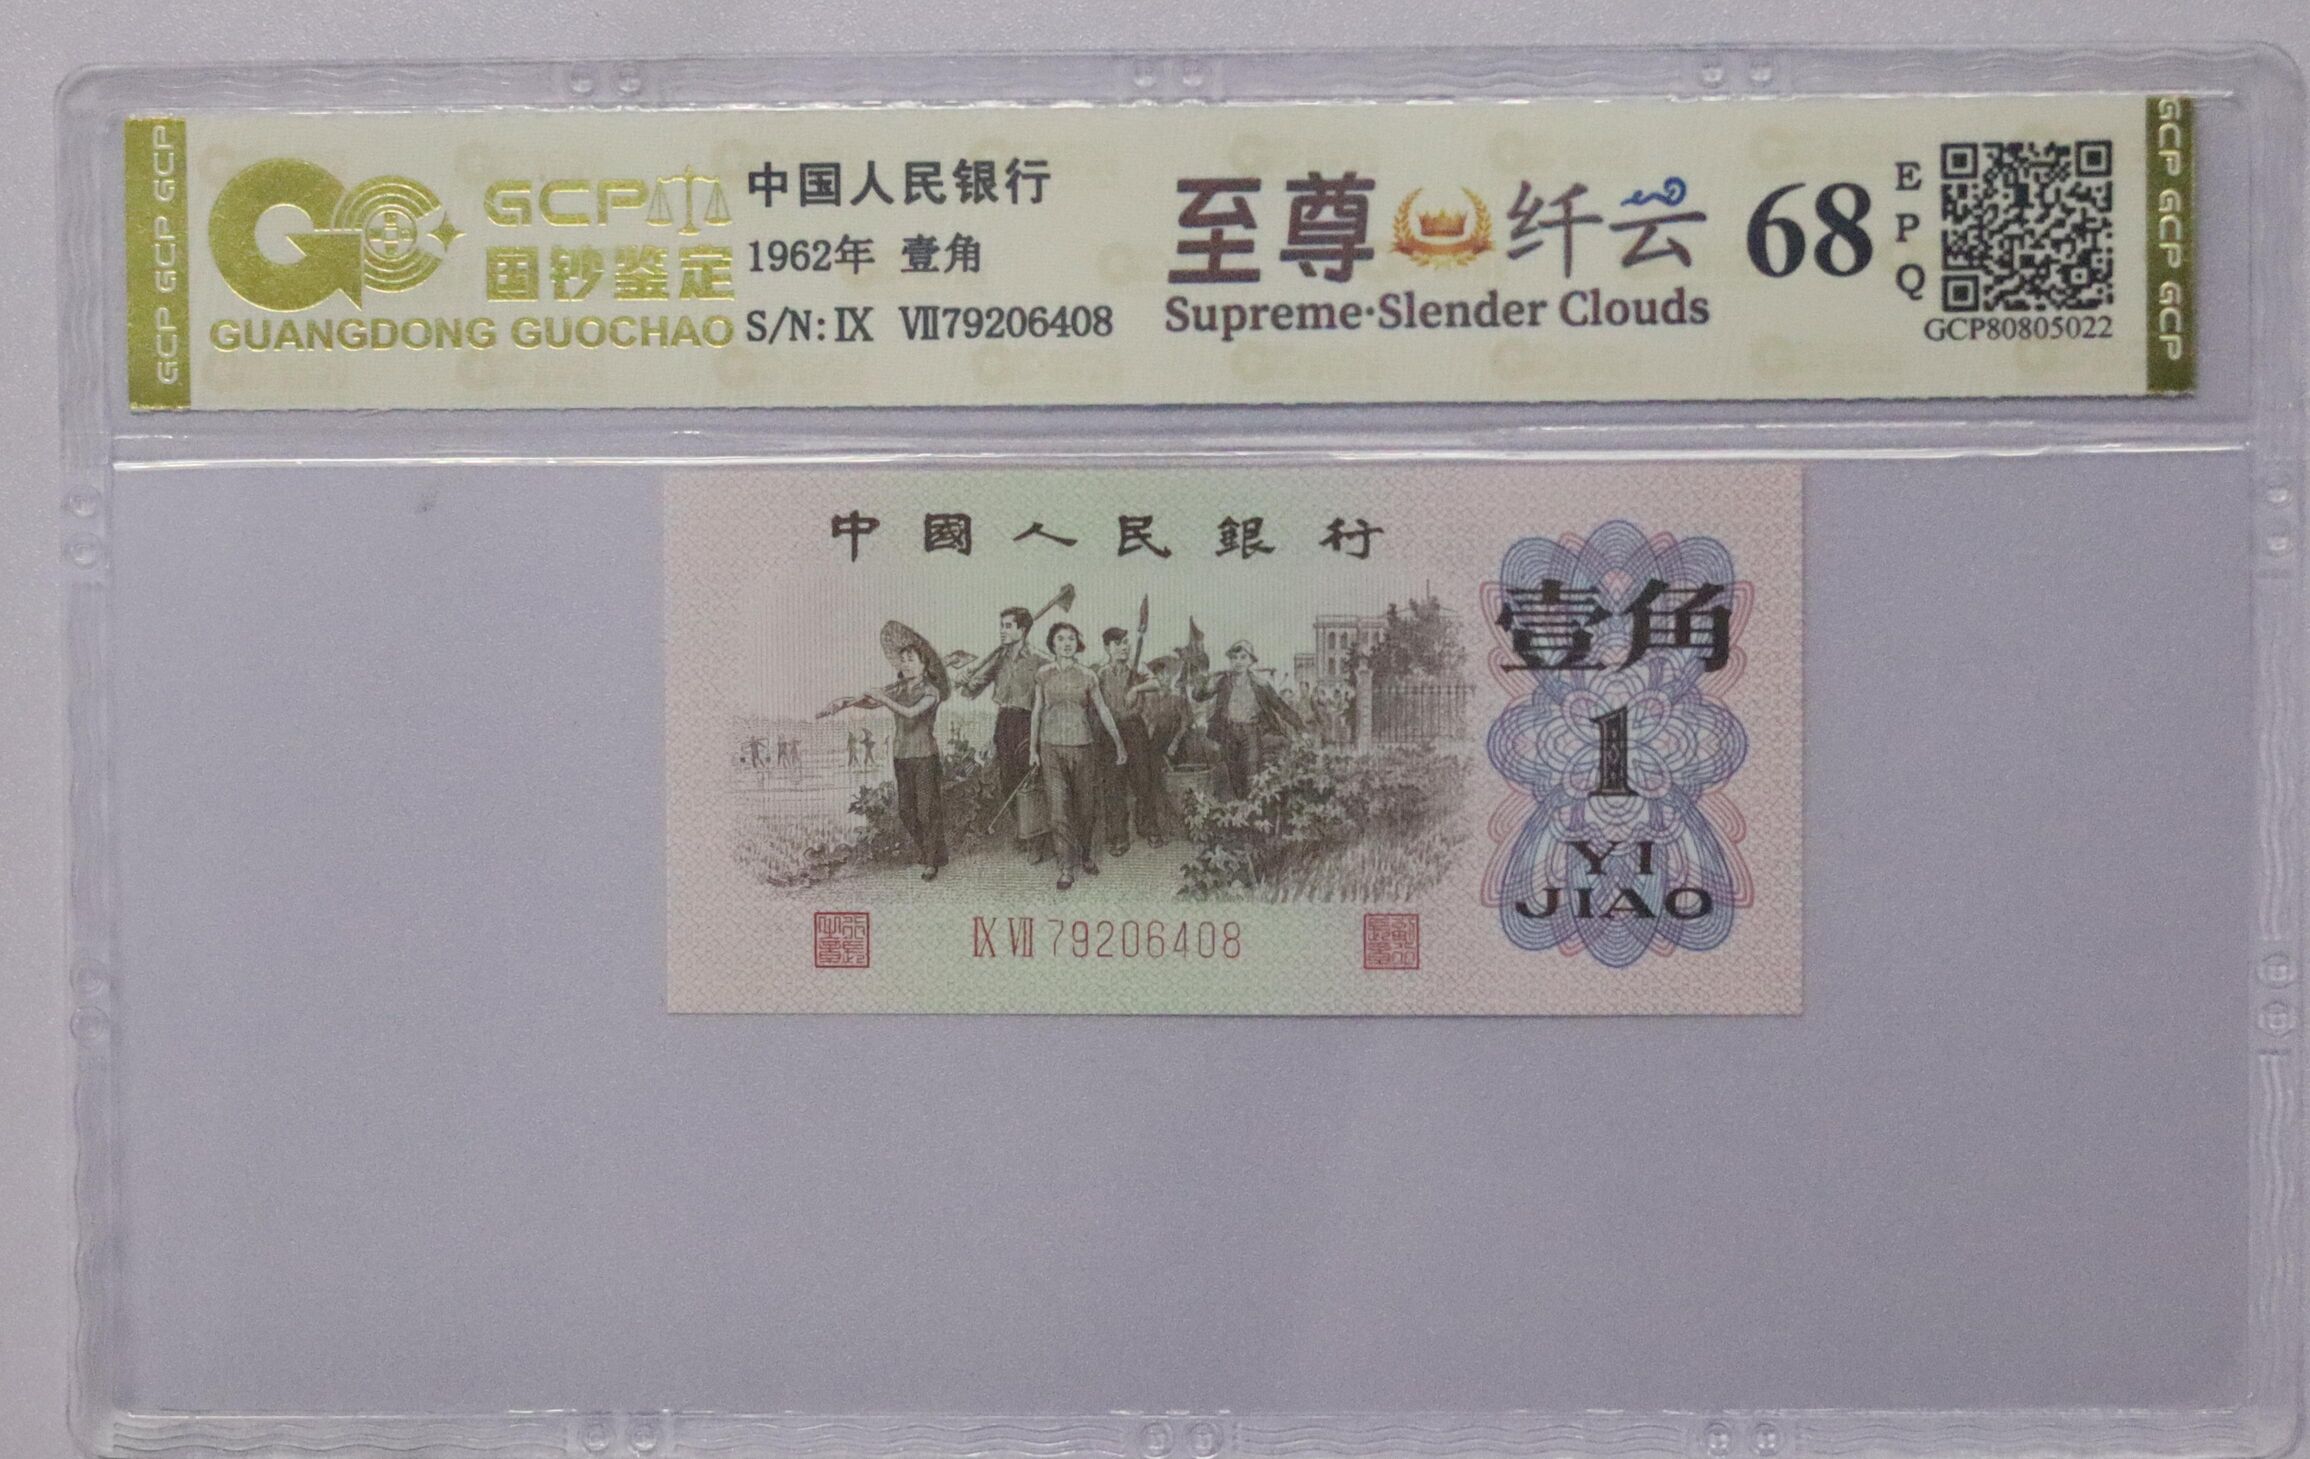 GCP GCP GCP
GCP
国钞鉴定
GUANGDONG GUOCHAO
中国人民银行
1962年 壹角
S/N: Ⅸ Ⅶ79206408
至尊 纤云
Supreme·Slender Clouds
68
EPQ
GCP80805022
GCP GCP GCP
中國人民銀行
壹角
1
YI
JIAO
Ⅸ Ⅶ 79206408